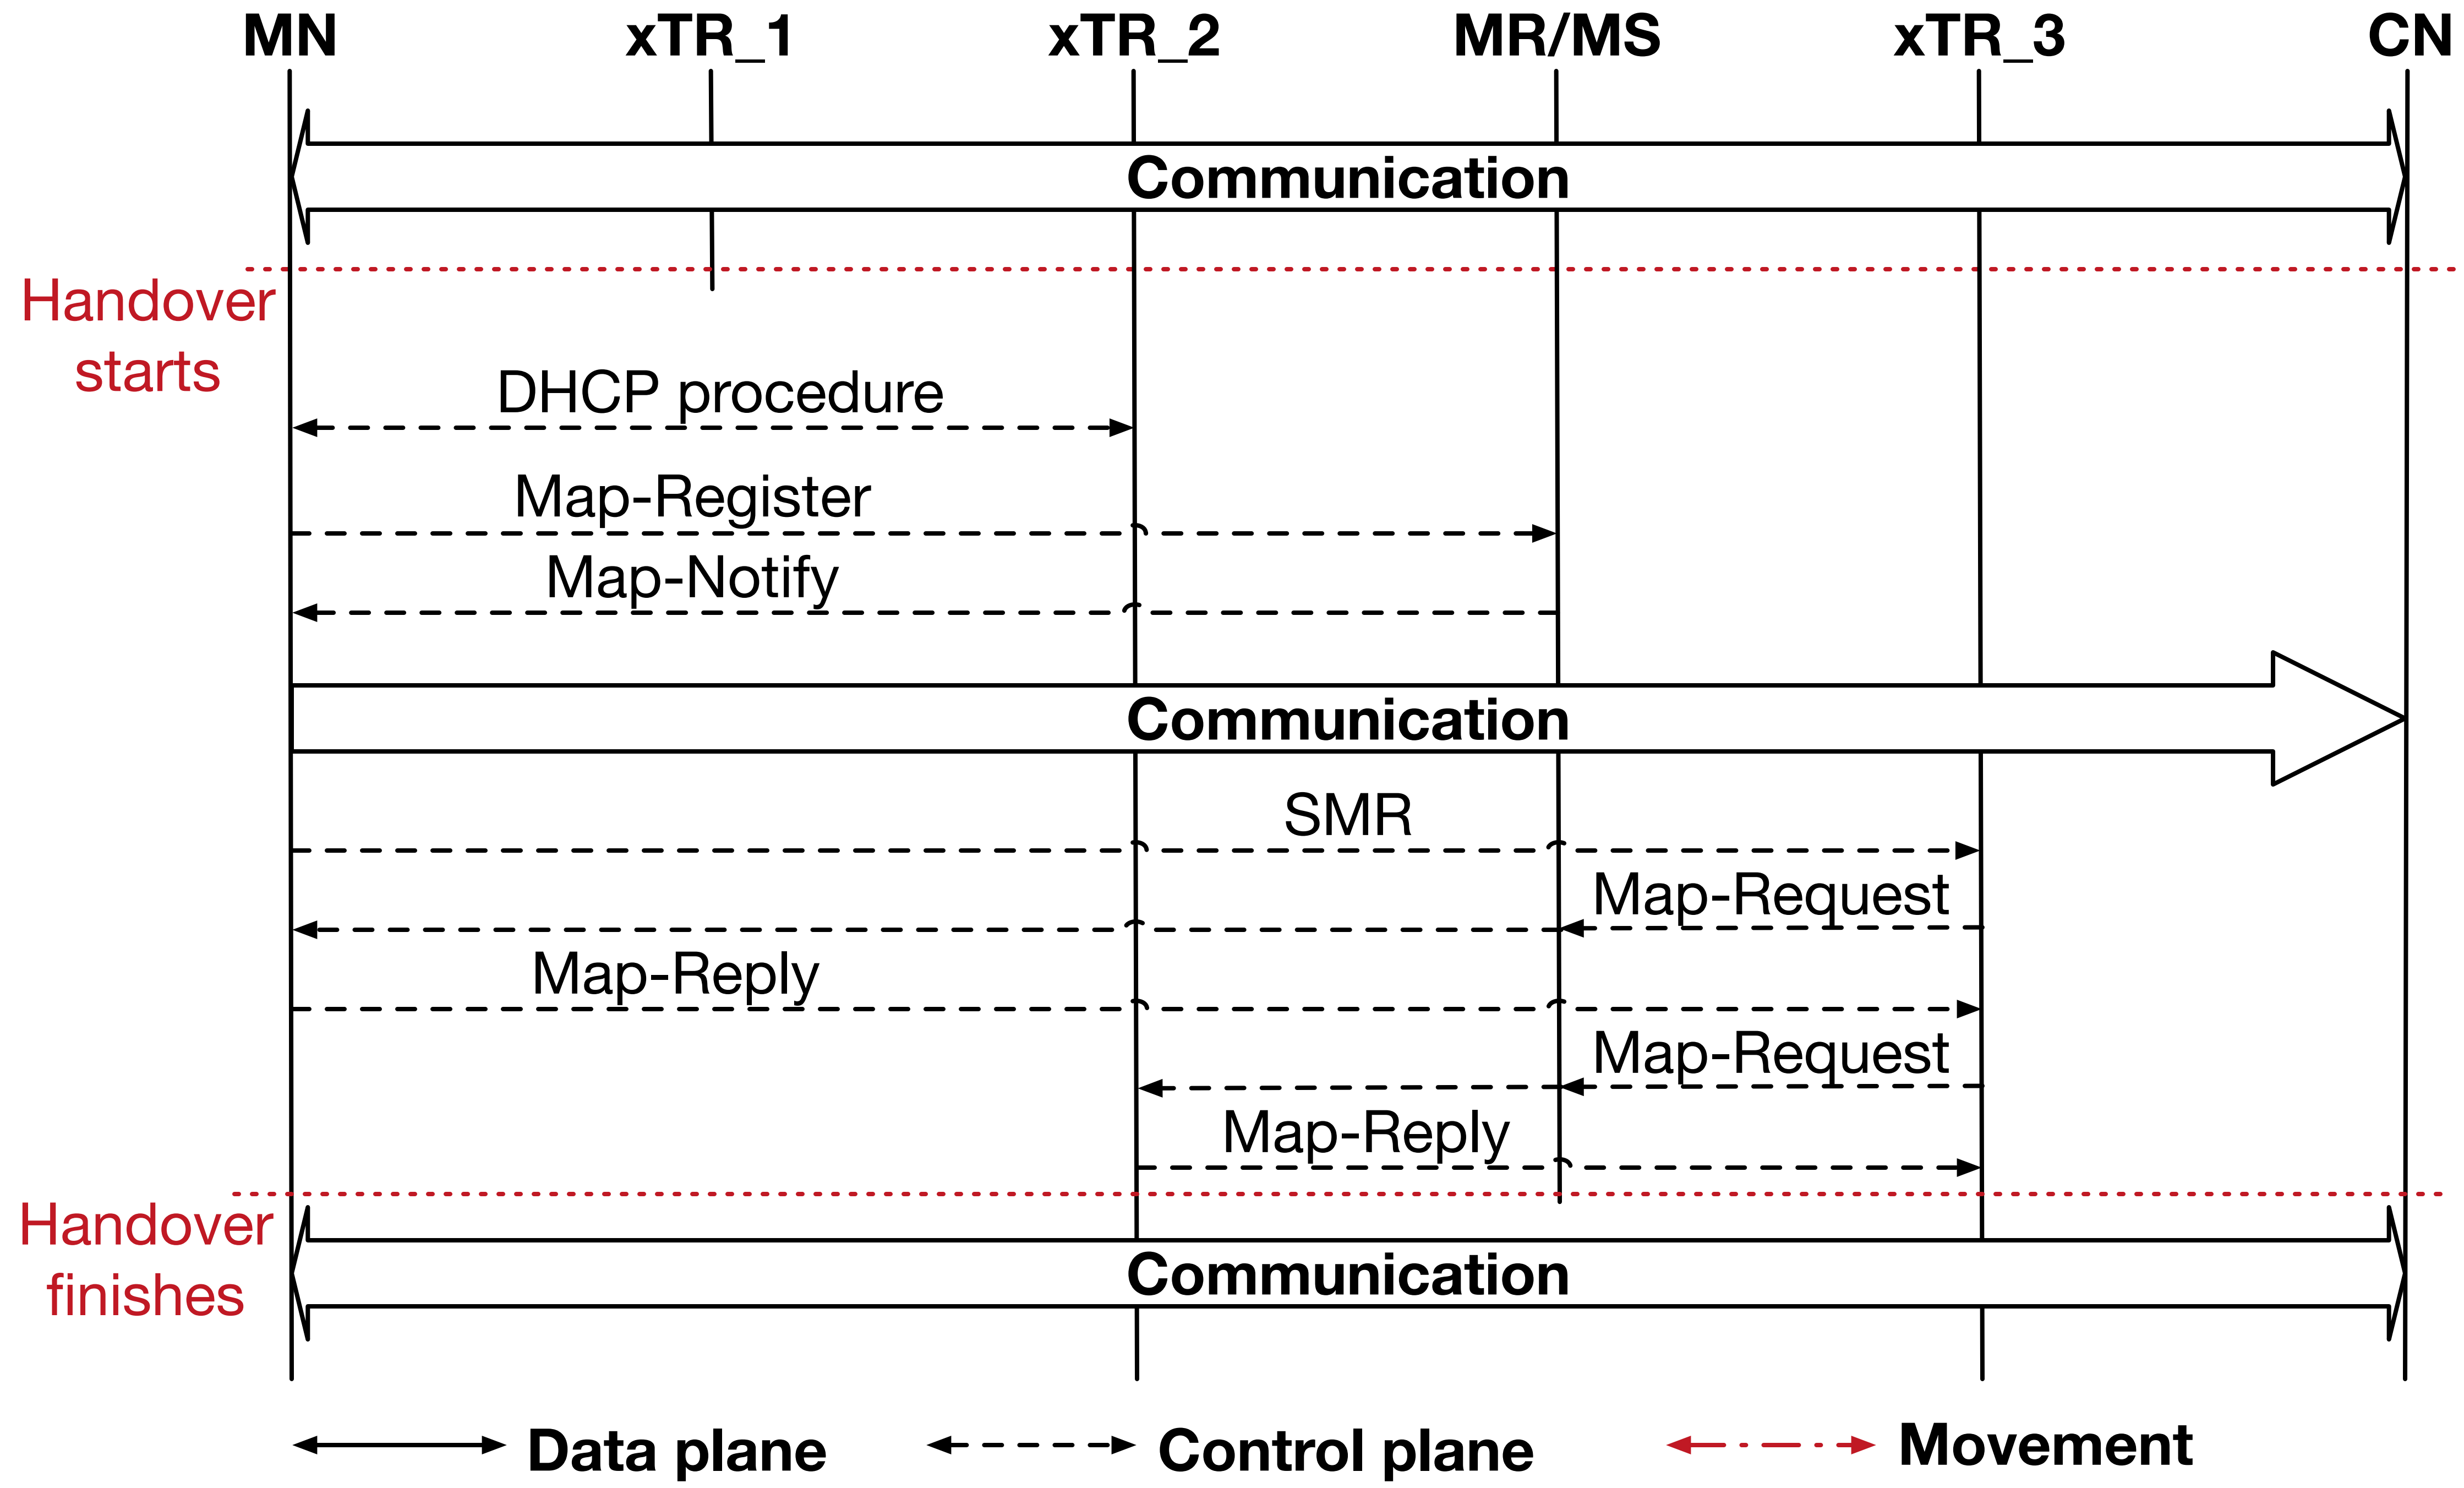 MN xTR_1 xTR_2 MR/MS xTR_3 CN
Communication
Handover
starts
DHCP procedure
Map-Register
Map-Notify
Communication
SMR
Map-Request
Map-Reply
Map-Request
Map-Reply
Handover
finishes
Communication
Data plane Control plane Movement